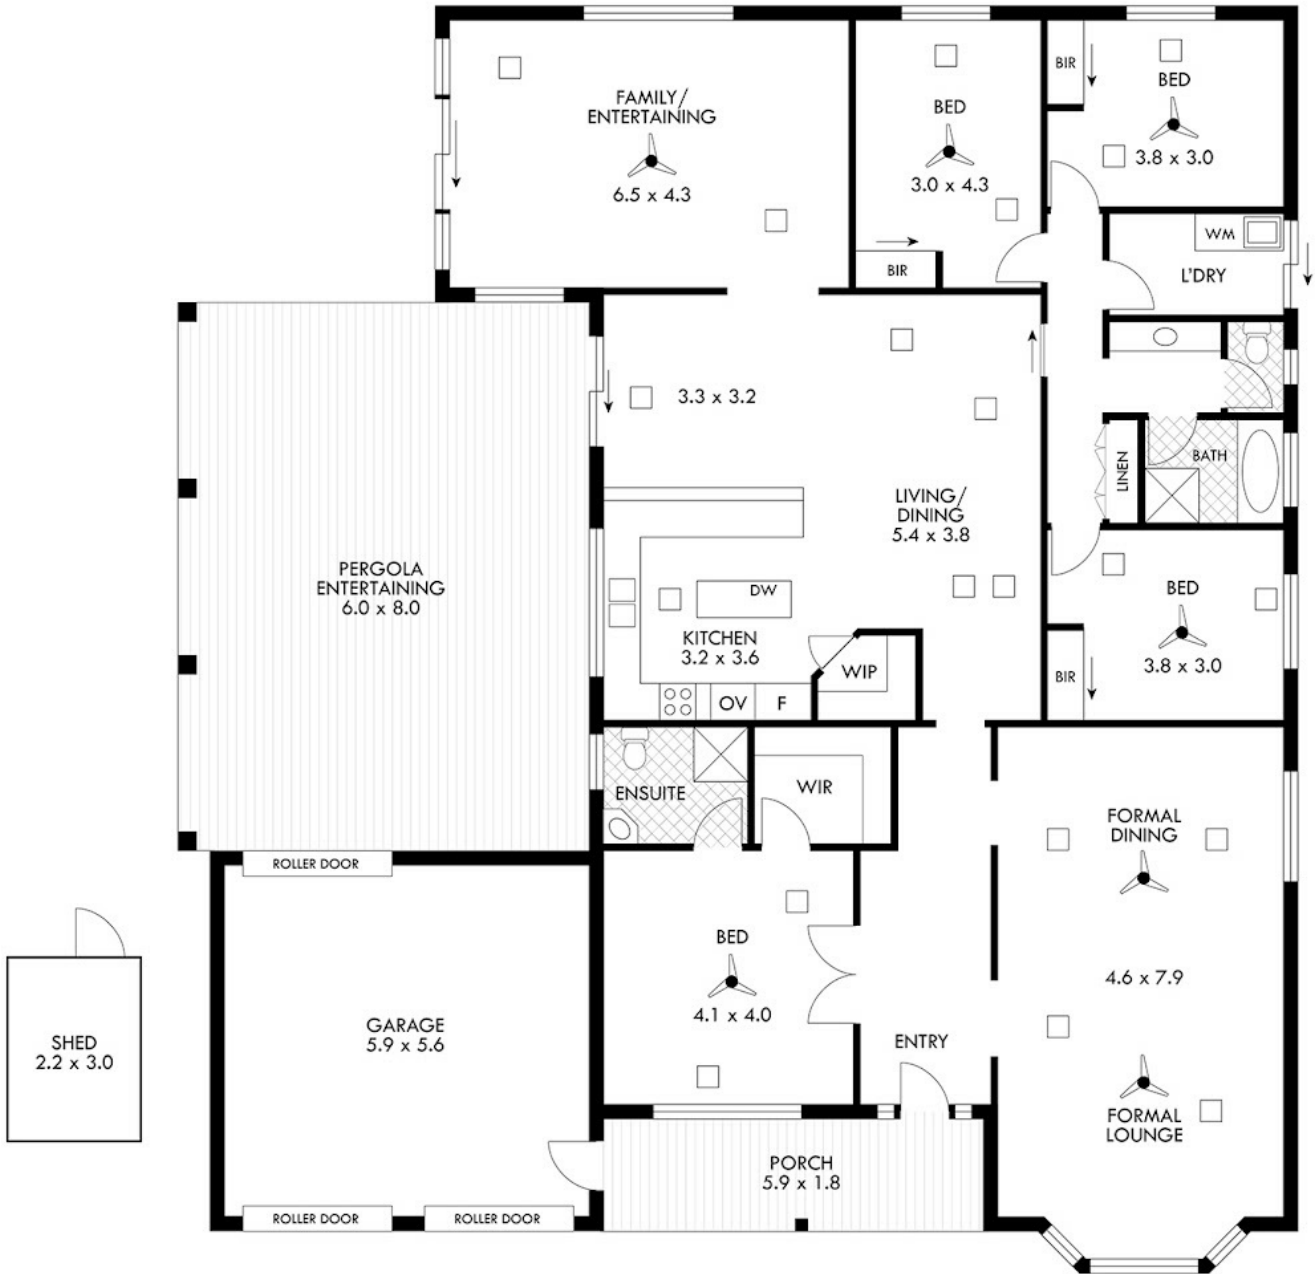 FAMILY/
ENTERTAINING
6.5 x 4.3
BED
3.0 x 4.3
BIR
BIR
BED
3.8 x 3.0
WM
L'DRY
3.3 x 3.2
LIVING/
DINING
5.4 x 3.8
LINEN
BATH
PERGOLA
ENTERTAINING
6.0 x 8.0
DW
KITCHEN
3.2 x 3.6
WIP
OV
F
BED
3.8 x 3.0
BIR
ENSUITE
WIR
FORMAL
DINING
4.6 x 7.9
FORMAL
LOUNGE
ROLLER DOOR
BED
4.1 x 4.0
ENTRY
SHED
2.2 x 3.0
GARAGE
5.9 x 5.6
PORCH
5.9 x 1.8
ROLLER DOOR
ROLLER DOOR